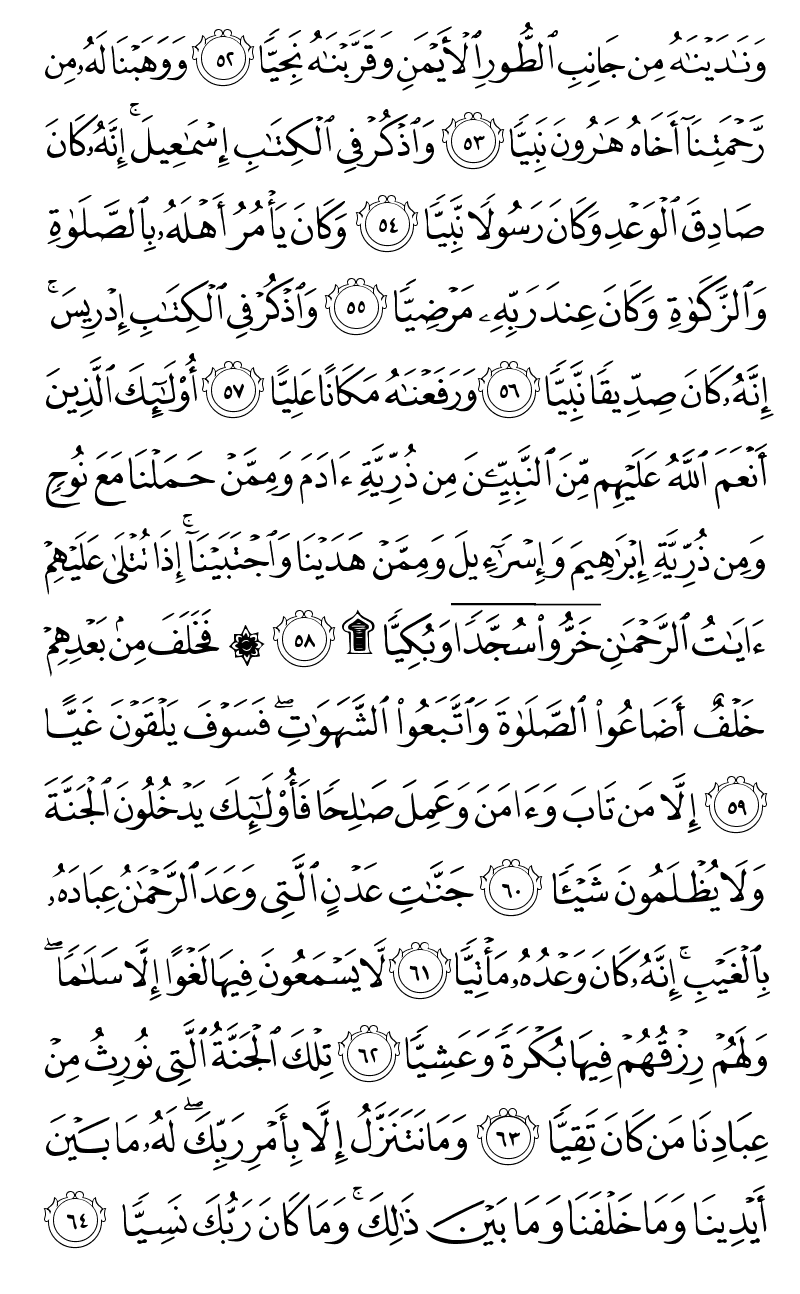 وَنَٰدَيْنَٰهُ مِن جَانِبِ ٱلطُّورِ ٱلْأَيْمَنِ وَقَرَّبْنَٰهُ نَجِيًّا ٥٢ وَوَهَبْنَا لَهُۥ مِن
رَّحْمَتِنَآ أَخَاهُ هَٰرُونَ نَبِيًّا ٥٣ وَٱذْكُرْ فِي ٱلْكِتَٰبِ إِسْمَٰعِيلَۚ إِنَّهُۥ كَانَ
صَادِقَ ٱلْوَعْدِ وَكَانَ رَسُولًا نَّبِيًّا ٥٤ وَكَانَ يَأْمُرُ أَهْلَهُۥ بِٱلصَّلَوٰةِ
وَٱلزَّكَوٰةِ وَكَانَ عِندَ رَبِّهِۦ مَرْضِيًّا ٥٥ وَٱذْكُرْ فِي ٱلْكِتَٰبِ إِدْرِيسَۚ
إِنَّهُۥ كَانَ صِدِّيقًا نَّبِيًّا ٥٦ وَرَفَعْنَٰهُ مَكَانًا عَلِيًّا ٥٧ أُو۟لَٰٓئِكَ ٱلَّذِينَ
أَنْعَمَ ٱللَّهُ عَلَيْهِم مِّنَ ٱلنَّبِيِّۦنَ مِن ذُرِّيَّةِ ءَادَمَ وَمِمَّنْ حَمَلْنَا مَعَ نُوحٍ
وَمِن ذُرِّيَّةِ إِبْرَٰهِيمَ وَإِسْرَٰٓءِيلَ وَمِمَّنْ هَدَيْنَا وَٱجْتَبَيْنَآۚ إِذَا تُتْلَىٰ عَلَيْهِمْ
ءَايَٰتُ ٱلرَّحْمَٰنِ خَرُّوا۟ سُجَّدًا وَبُكِيًّا ۩ ٥٨ ۞ فَخَلَفَ مِنۢ بَعْدِهِمْ
خَلْفٌ أَضَاعُوا۟ ٱلصَّلَوٰةَ وَٱتَّبَعُوا۟ ٱلشَّهَوَٰتِۖ فَسَوْفَ يَلْقَوْنَ غَيًّا
٥٩ إِلَّا مَن تَابَ وَءَامَنَ وَعَمِلَ صَٰلِحًا فَأُو۟لَٰٓئِكَ يَدْخُلُونَ ٱلْجَنَّةَ
وَلَا يُظْلَمُونَ شَيْـًٔا ٦٠ جَنَّٰتِ عَدْنٍ ٱلَّتِي وَعَدَ ٱلرَّحْمَٰنُ عِبَادَهُۥ
بِٱلْغَيْبِۚ إِنَّهُۥ كَانَ وَعْدُهُۥ مَأْتِيًّا ٦١ لَّا يَسْمَعُونَ فِيهَا لَغْوًا إِلَّا سَلَٰمًاۖ
وَلَهُمْ رِزْقُهُمْ فِيهَا بُكْرَةً وَعَشِيًّا ٦٢ تِلْكَ ٱلْجَنَّةُ ٱلَّتِي نُورِثُ مِنْ
عِبَادِنَا مَن كَانَ تَقِيًّا ٦٣ وَمَا نَتَنَزَّلُ إِلَّا بِأَمْرِ رَبِّكَۖ لَهُۥ مَا بَيْنَ
أَيْدِينَا وَمَا خَلْفَنَا وَمَا بَيْنَ ذَٰلِكَۚ وَمَا كَانَ رَبُّكَ نَسِيًّا ٦٤